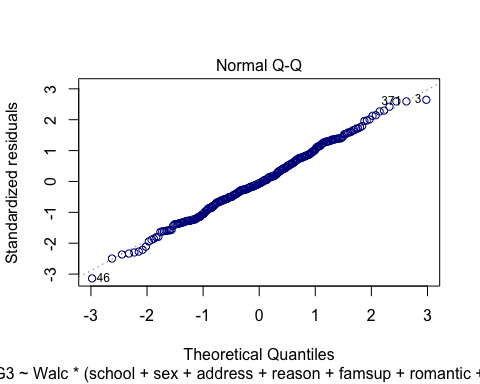 Normal Q-Q
Standardized residuals
3
2
1
0
-1
-2
-3
371
3
46
-3 -2 -1 0 1 2 3
Theoretical Quantiles
G3 ~ Walc * (school + sex + address + reason + famsup + romantic +